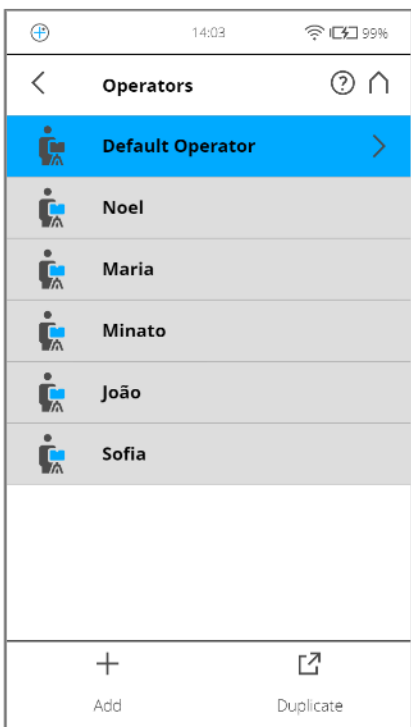 14:03 99%
Operators
Default Operator
Noel
Maria
Minato
João
Sofia
Add Duplicate